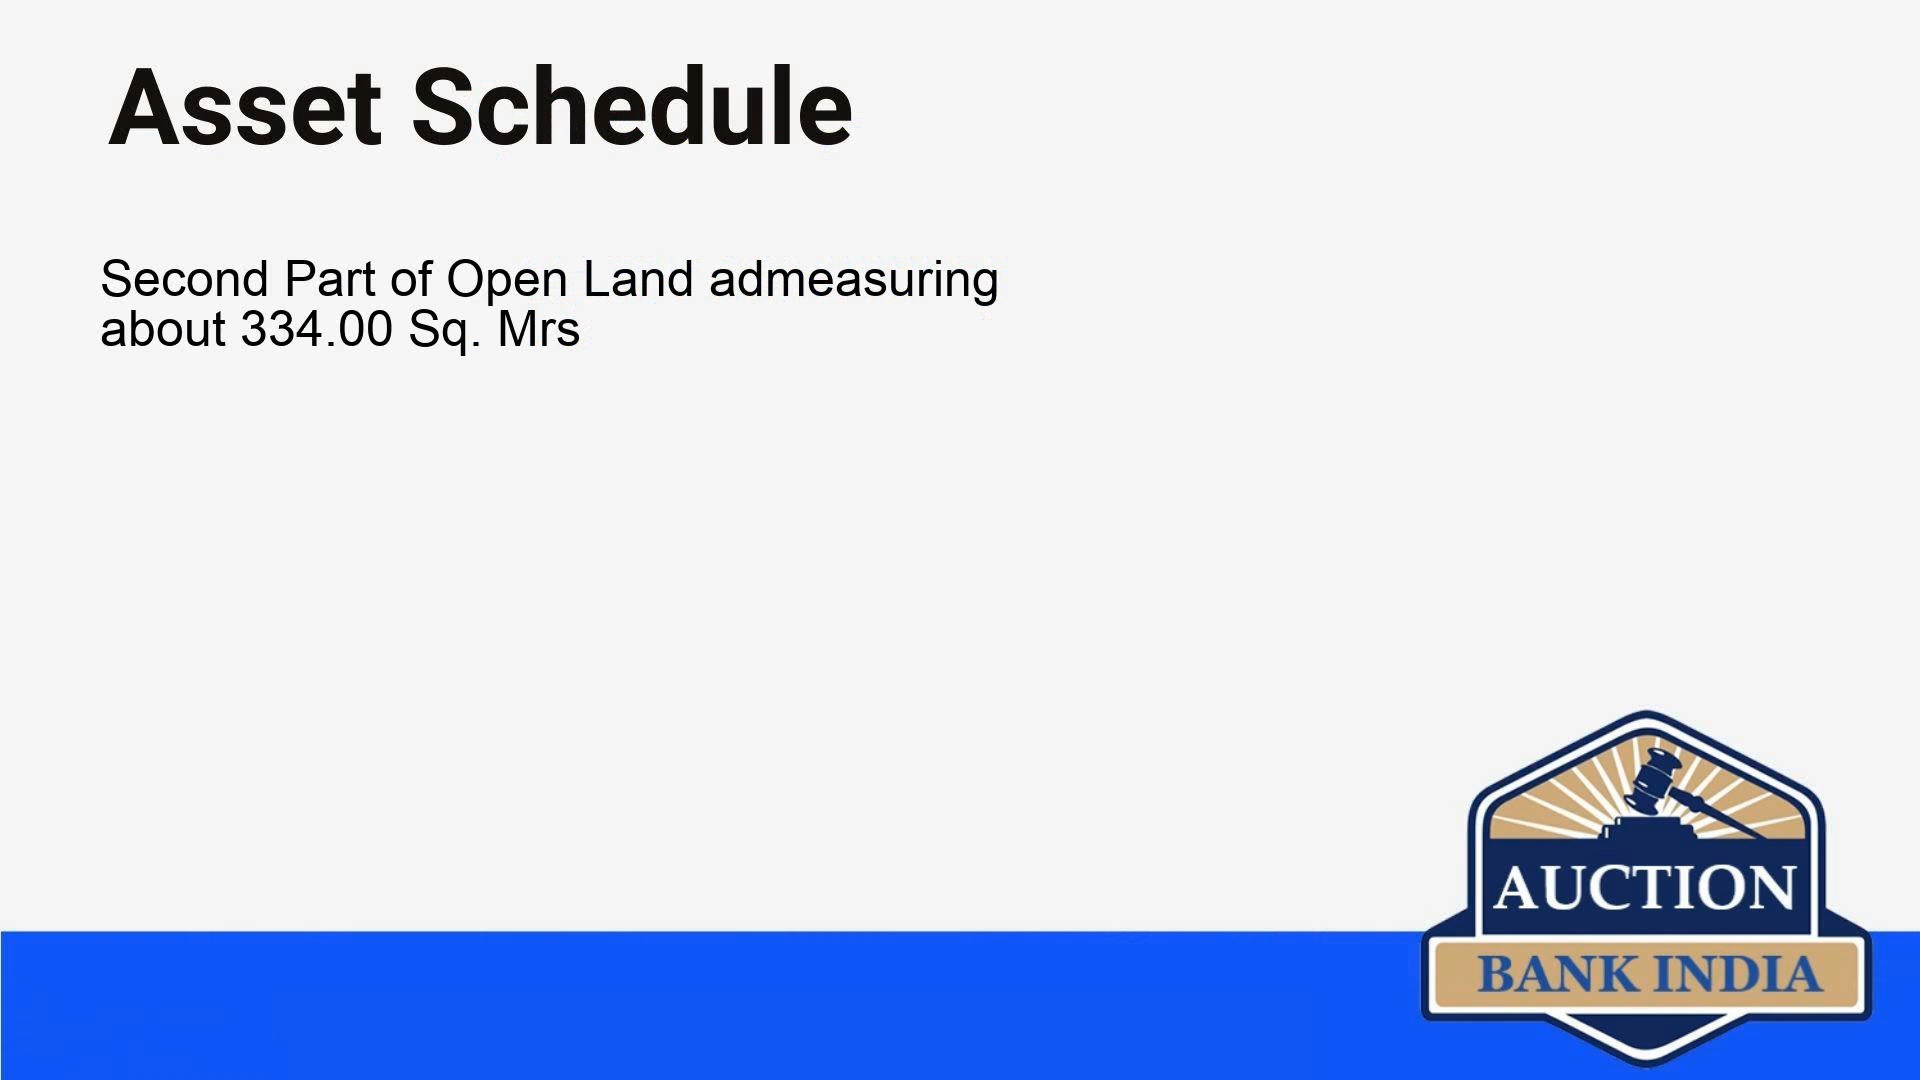 Asset Schedule
Second Part of Open Land admeasuring
about 334.00 Sq. Mrs
AUCTION
BANK INDIA